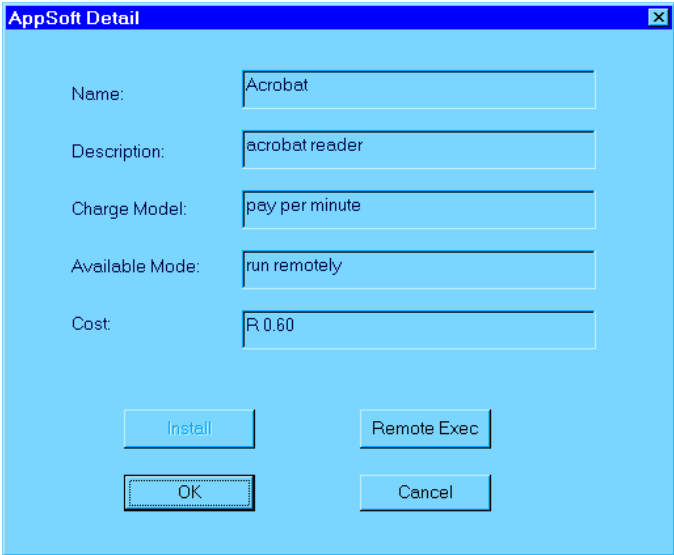 AppSoft Detail
Name: Acrobat
Description: acrobat reader
Charge Model: pay per minute
Available Mode: run remotely
Cost: R 0.60
Install Remote Exec
OK Cancel